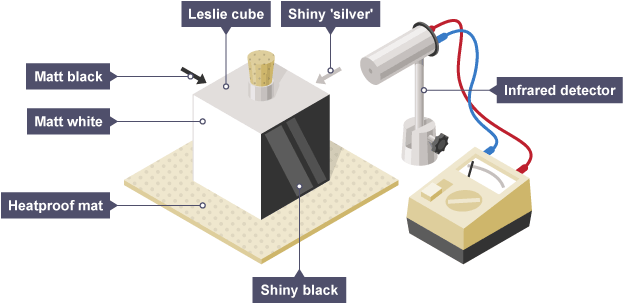 Leslie cube
Shiny 'silver'
Matt black
Infrared detector
Matt white
Heatproof mat
Shiny black